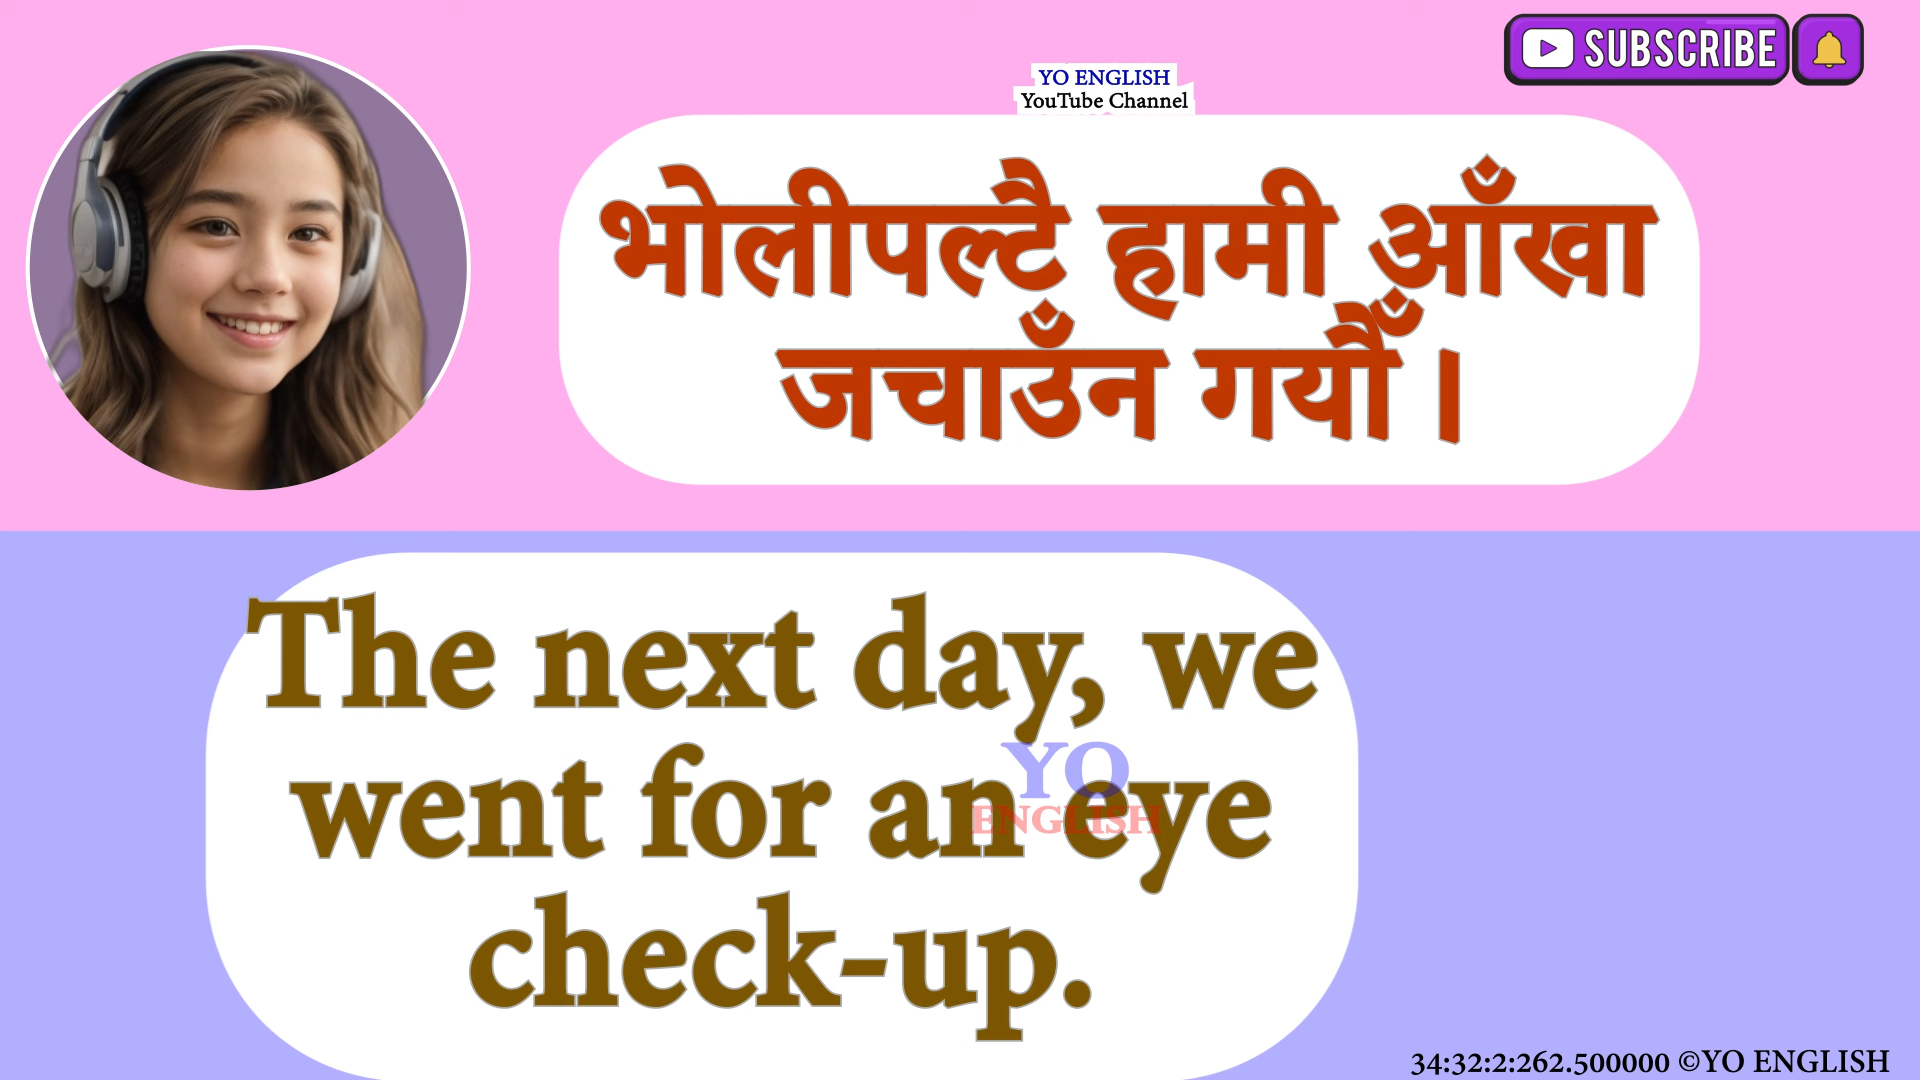 SUBSCRIBE
YO ENGLISH
YouTube Channel
भोलीपल्टै हामी आँखा
जचाउँन गयौँ ।
The next day, we
went for an eye
check-up.
YO
ENGLISH
34:32:2:262.500000 ©YO ENGLISH